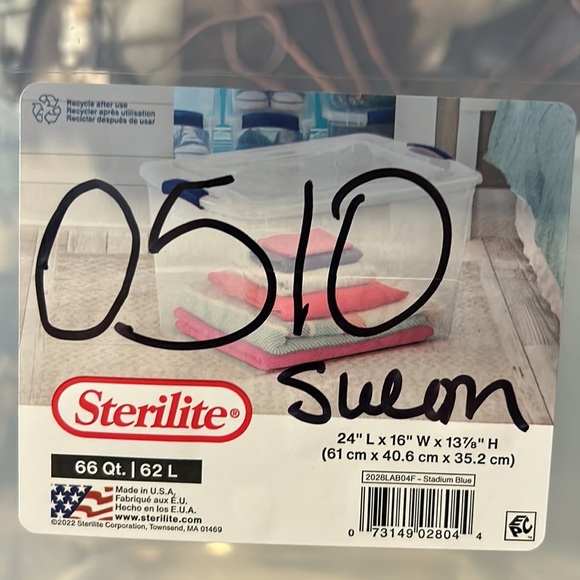 Recycle after use
Recycler après utilisation
Reciclar después de usar
0510
Sterilite®
24" L x 16" W x 13⅞" H
(61 cm x 40.6 cm x 35.2 cm)
66 Qt. | 62 L
2028LAB04F – Stadium Blue
Made in U.S.A.
Fabriqué aux É.U.
Hecho en los E.U.A.
www.sterilite.com
©2022 Sterilite Corporation, Townsend, MA 01469
0 73149 02804 4
EPC